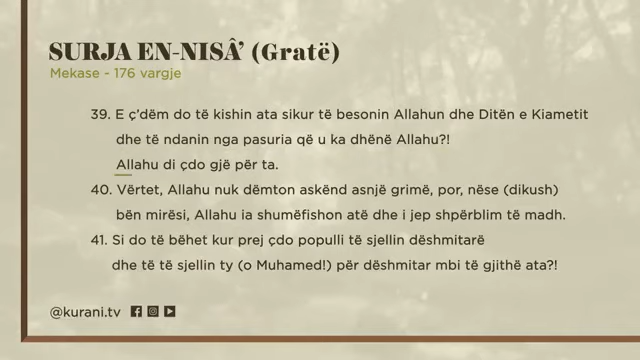 SURJA EN-NISÂ’ (Gratë)
Mekase - 176 vargje
39. E ç’dëm do të kishin ata sikur të besonin Allahun dhe Ditën e Kiametit
dhe të ndanin nga pasuria që u ka dhënë Allahu?!
Allahu di çdo gjë për ta.
40. Vërtet, Allahu nuk dëmton askënd asnjë grimë, por, nëse (dikush)
bën mirësi, Allahu ia shumëfishon atë dhe i jep shpërblim të madh.
41. Si do të bëhet kur prej çdo populli të sjellin dëshmitarë
dhe të të sjellin ty (o Muhamed!) për dëshmitar mbi të gjithë ata?!
@kurani.tv